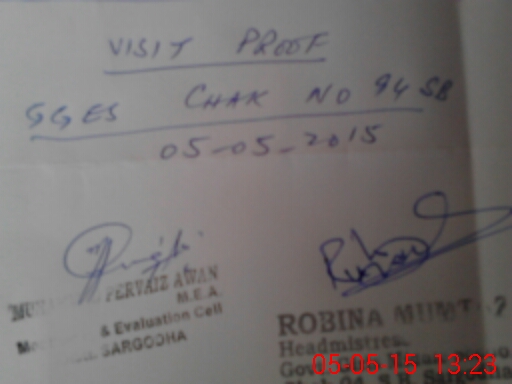 VISIT PROOF
GGES CHAK NO 94 SB
05-05-2015
PERVAIZ AWAN
M.E.A.
& Evaluation Cell
SARGODHA
ROBINA
Headmistress
05-05-15 13:23